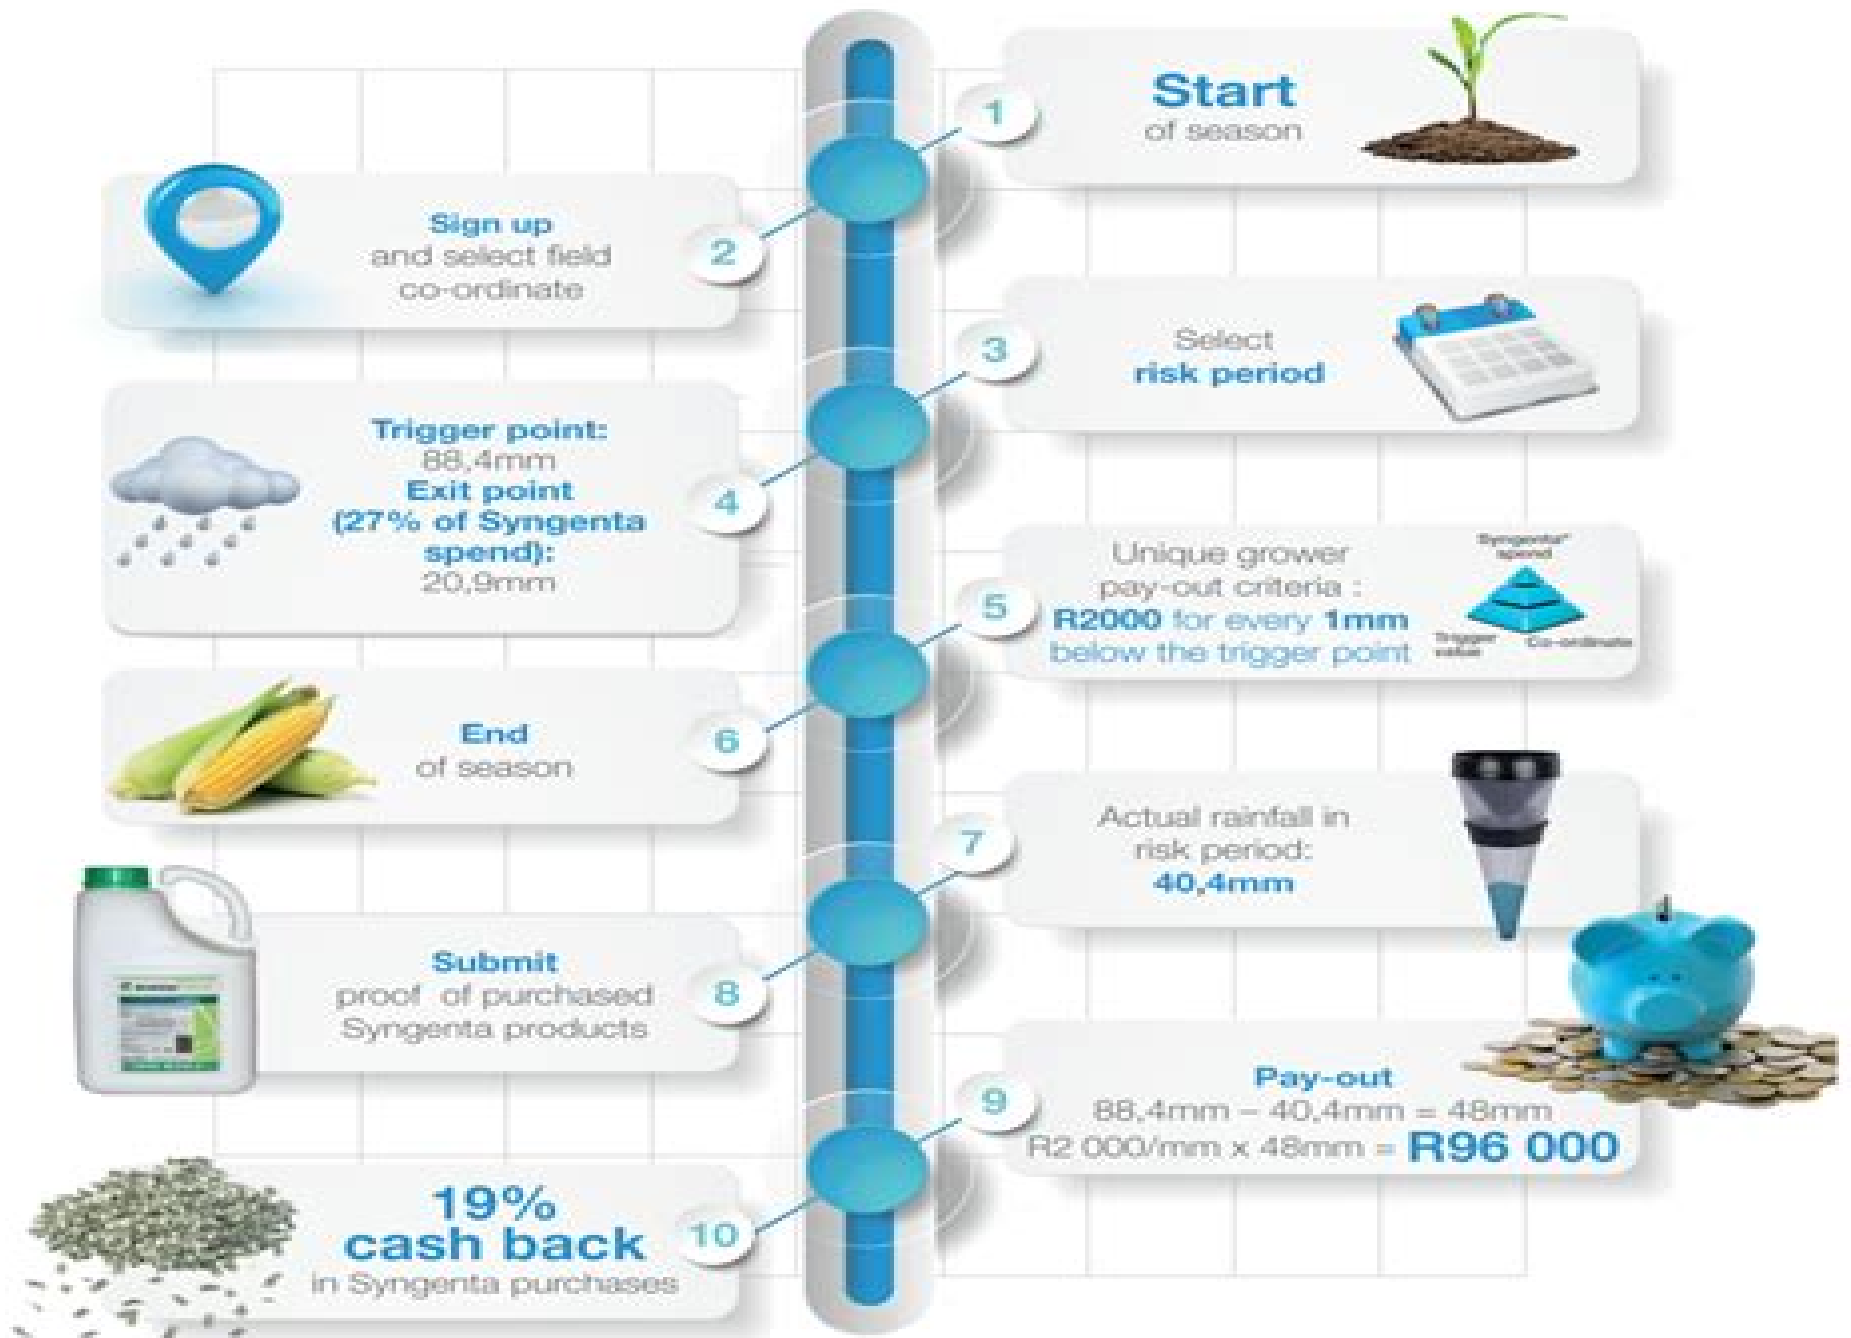 1
Start
of season
2
Sign up
and select field
co-ordinate
3
Select
risk period
4
Trigger point:
88,4mm
Exit point
(27% of Syngenta
spend):
20,9mm
5
Unique grower
pay-out criteria :
R2000 for every 1mm
below the trigger point
Syngenta*
spend
Trigger
value
Co-ordinate
6
End
of season
7
Actual rainfall in
risk period:
40,4mm
8
Submit
proof of purchased
Syngenta products
9
Pay-out
88,4mm – 40,4mm = 48mm
R2 000/mm x 48mm = R96 000
10
19%
cash back
in Syngenta purchases